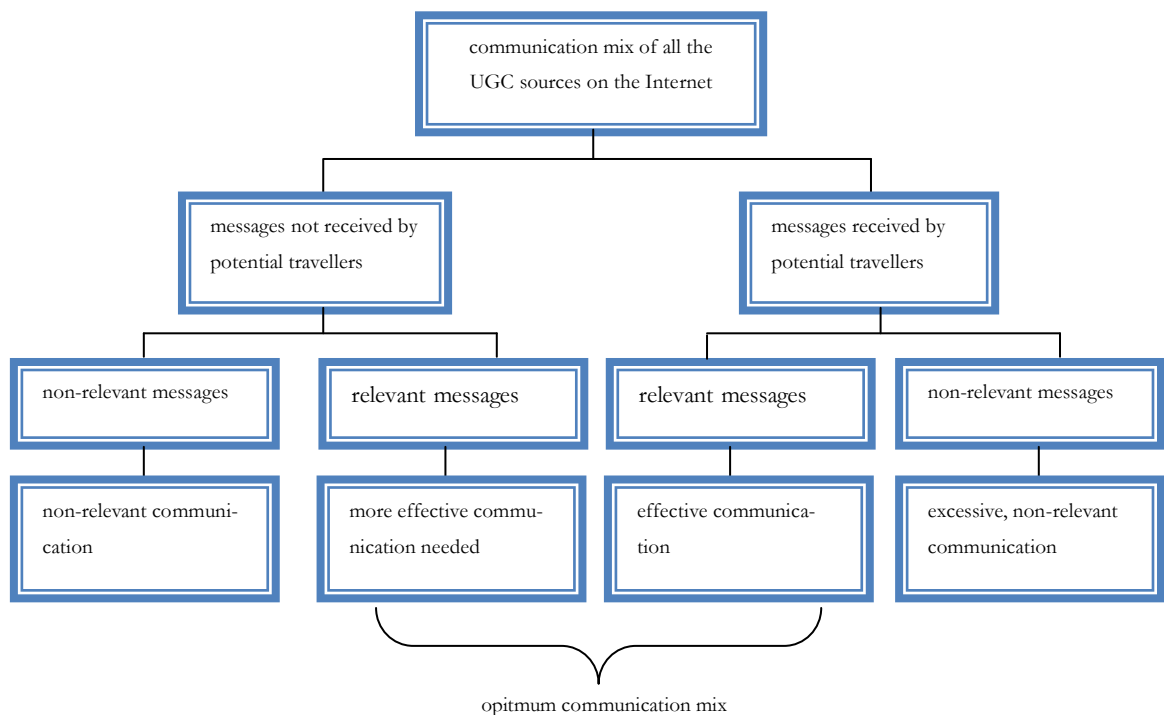 communication mix of all the
UGC sources on the Internet
messages not received by
potential travellers
messages received by
potential travellers
non-relevant messages
relevant messages
relevant messages
non-relevant messages
non-relevant communi-
cation
more effective commu-
nication needed
effective communica-
tion
excessive, non-relevant
communication
opitmum communication mix